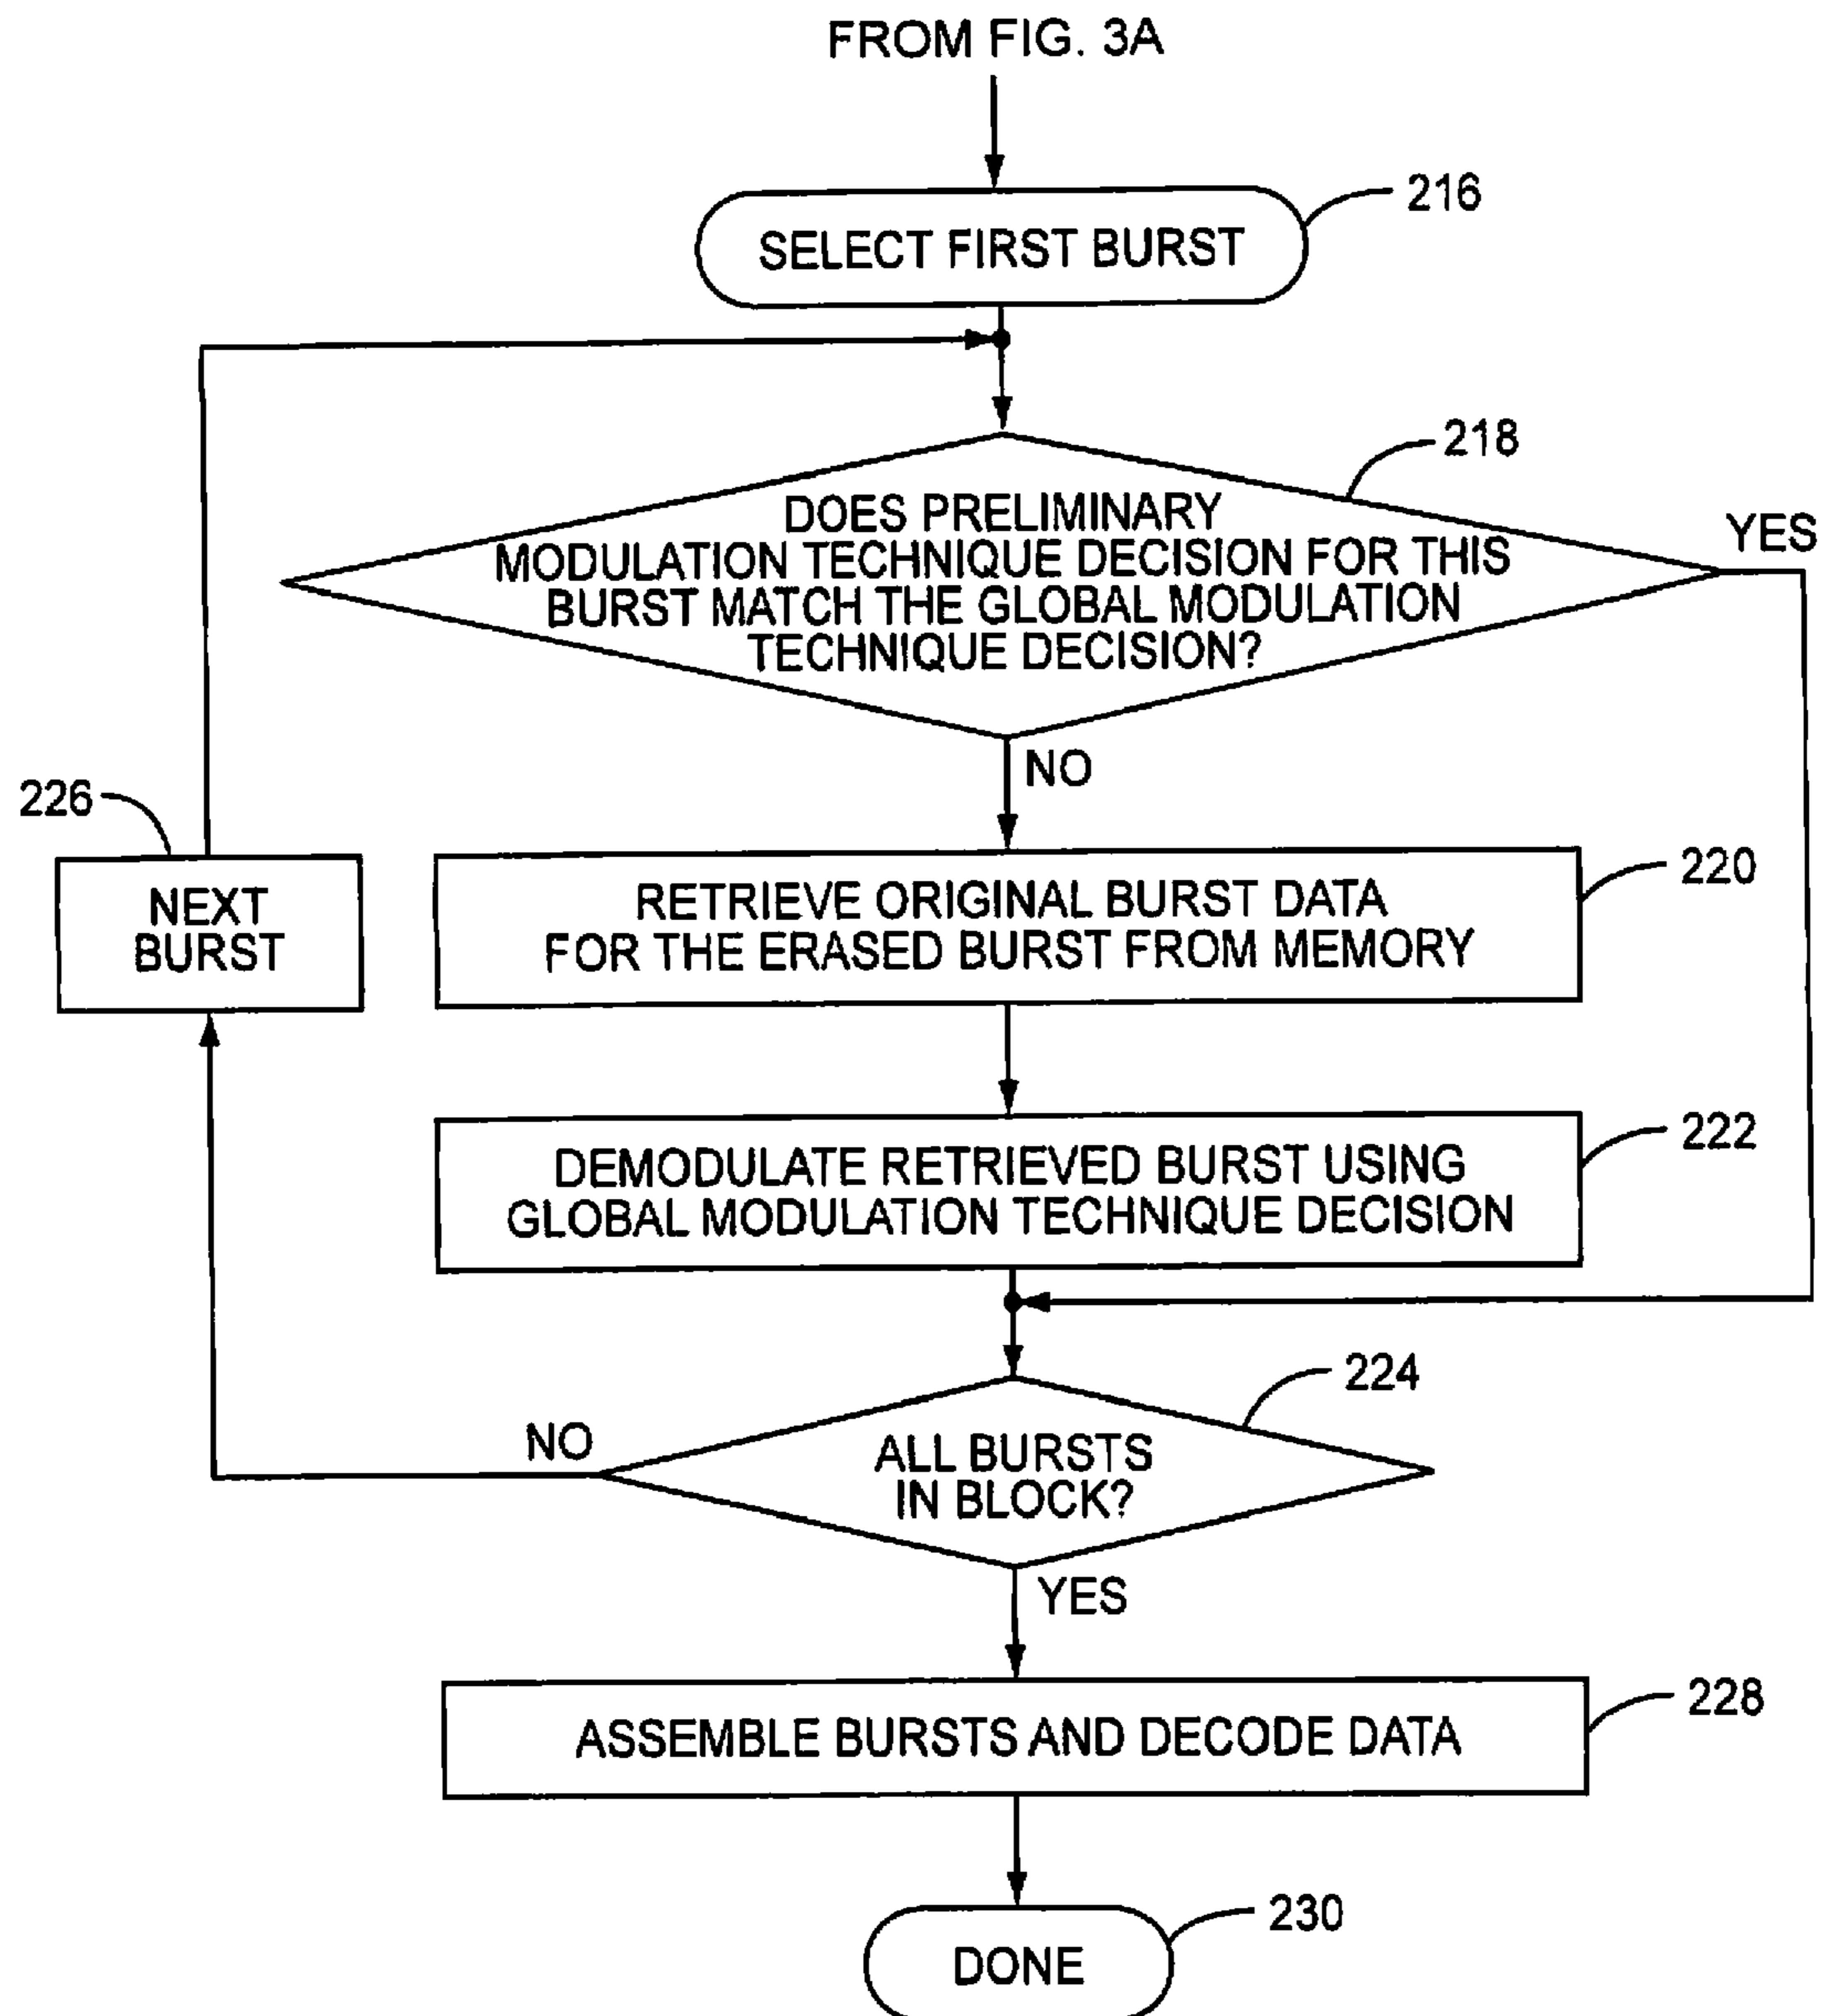 FROM FIG. 3A
216
SELECT FIRST BURST
218
DOES PRELIMINARY
MODULATION TECHNIQUE DECISION FOR THIS
BURST MATCH THE GLOBAL MODULATION
TECHNIQUE DECISION?
YES
NO
226
NEXT
BURST
220
RETRIEVE ORIGINAL BURST DATA
FOR THE ERASED BURST FROM MEMORY
222
DEMODULATE RETRIEVED BURST USING
GLOBAL MODULATION TECHNIQUE DECISION
224
NO
ALL BURSTS
IN BLOCK?
YES
228
ASSEMBLE BURSTS AND DECODE DATA
230
DONE